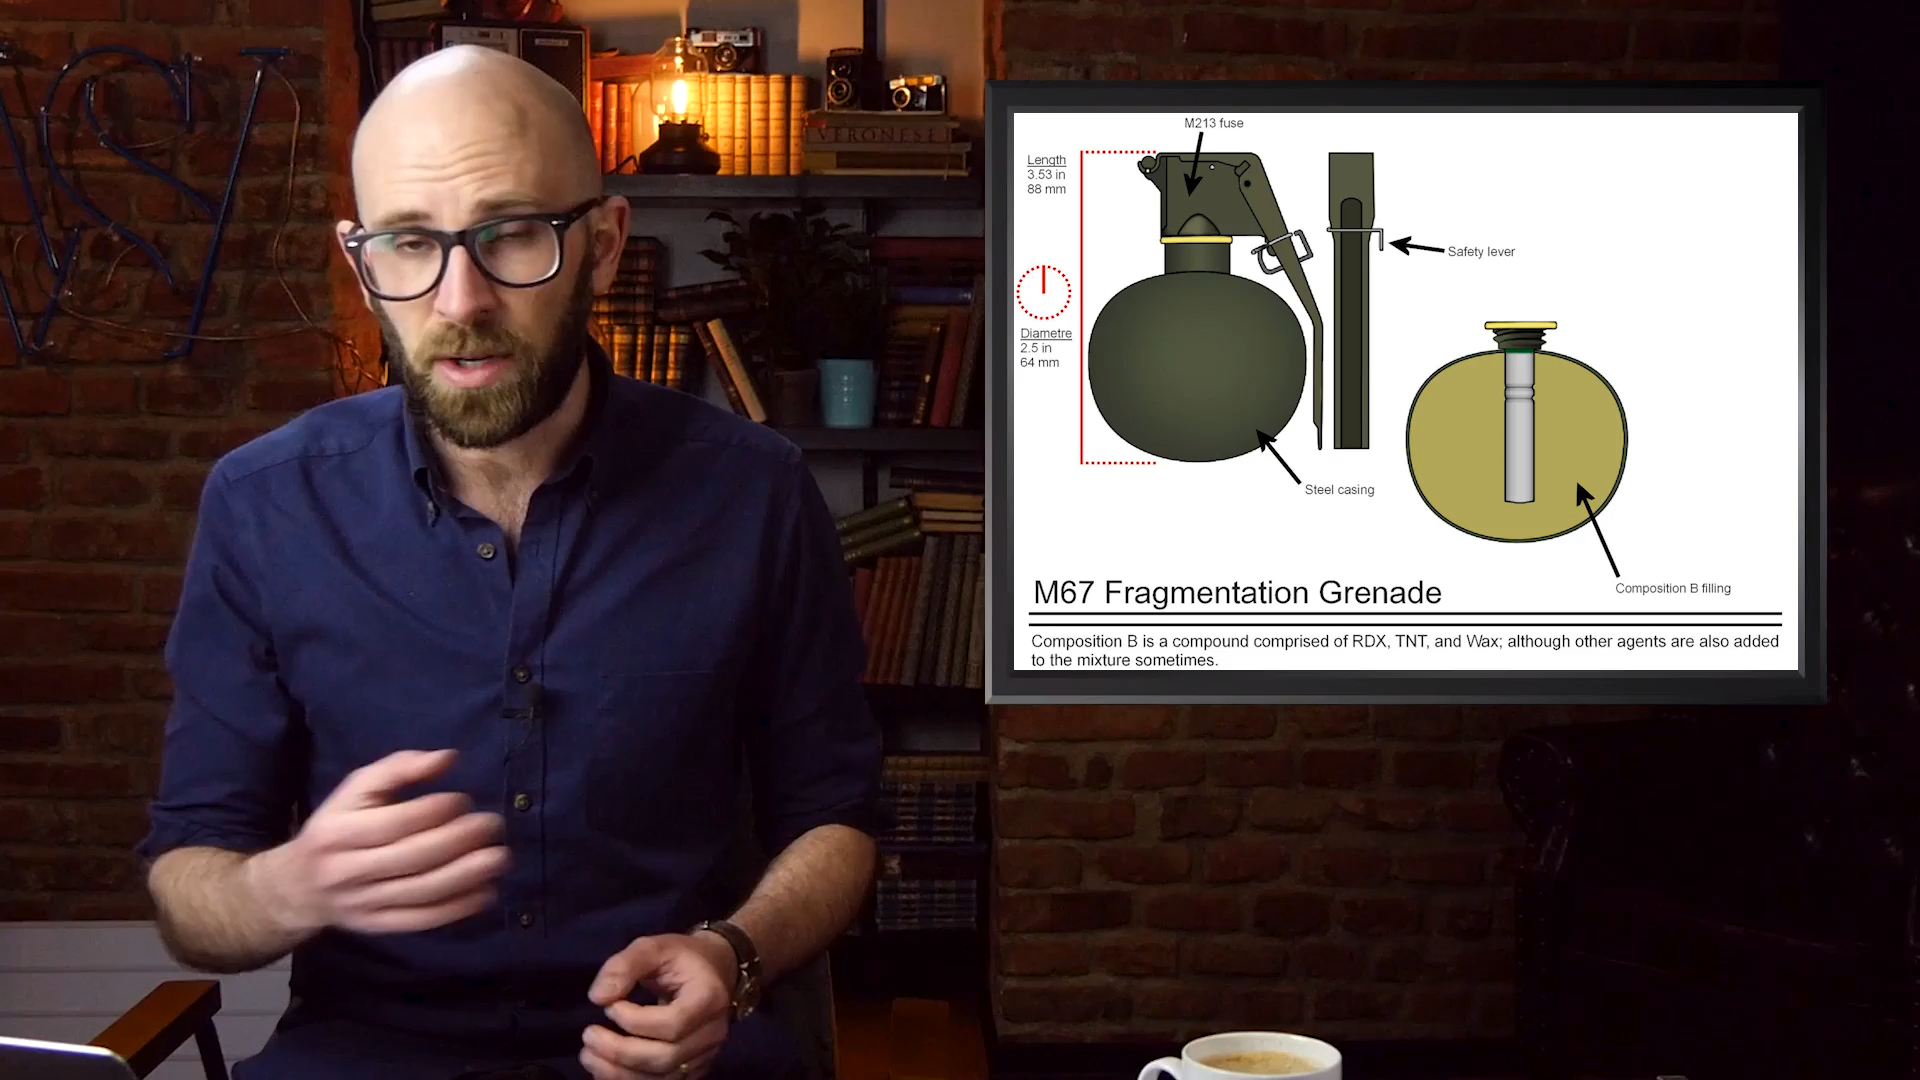 VERONESE
M213 fuse
Length
3.53 in
88 mm
Safety lever
Diametre
2.5 in
64 mm
Steel casing
Composition B filling
M67 Fragmentation Grenade
Composition B is a compound comprised of RDX, TNT, and Wax; although other agents are also added
to the mixture sometimes.